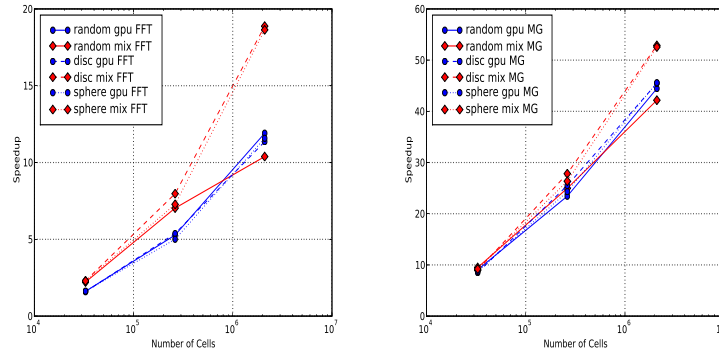 20
15
10
5
0
Speedup
random gpu FFT
random mix FFT
disc gpu FFT
disc mix FFT
sphere gpu FFT
sphere mix FFT
10^4
10^5
10^6
10^7
Number of Cells
60
50
40
30
20
10
0
Speedup
random gpu MG
random mix MG
disc gpu MG
disc mix MG
sphere gpu MG
sphere mix MG
10^4
10^5
10^6
Number of Cells